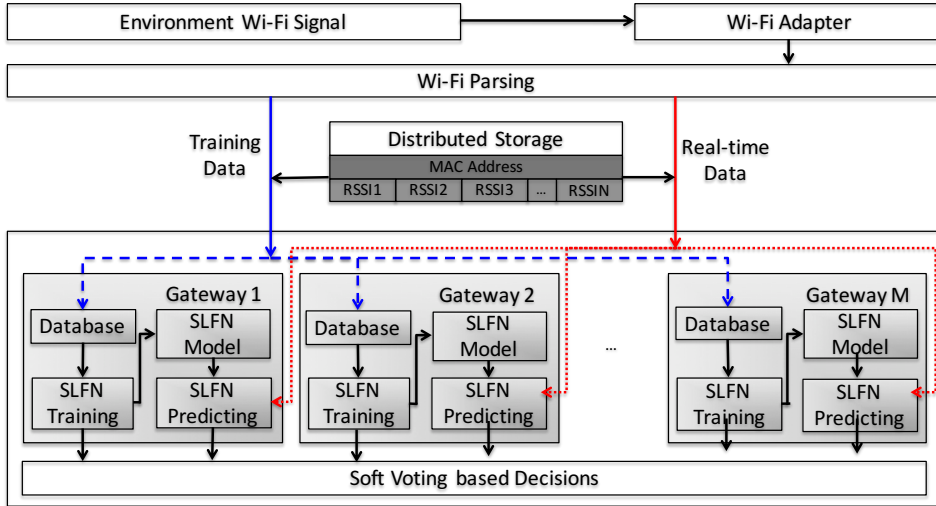 Environment Wi-Fi Signal
Wi-Fi Adapter
Wi-Fi Parsing
Training
Data
Distributed Storage
MAC Address
RSSI1 RSSI2 RSSI3 ... RSSIN
Real-time
Data
Gateway 1
Database
SLFN
Model
SLFN
Training
SLFN
Predicting
Gateway 2
Database
SLFN
Model
SLFN
Training
SLFN
Predicting
...
Gateway M
Database
SLFN
Model
SLFN
Training
SLFN
Predicting
Soft Voting based Decisions